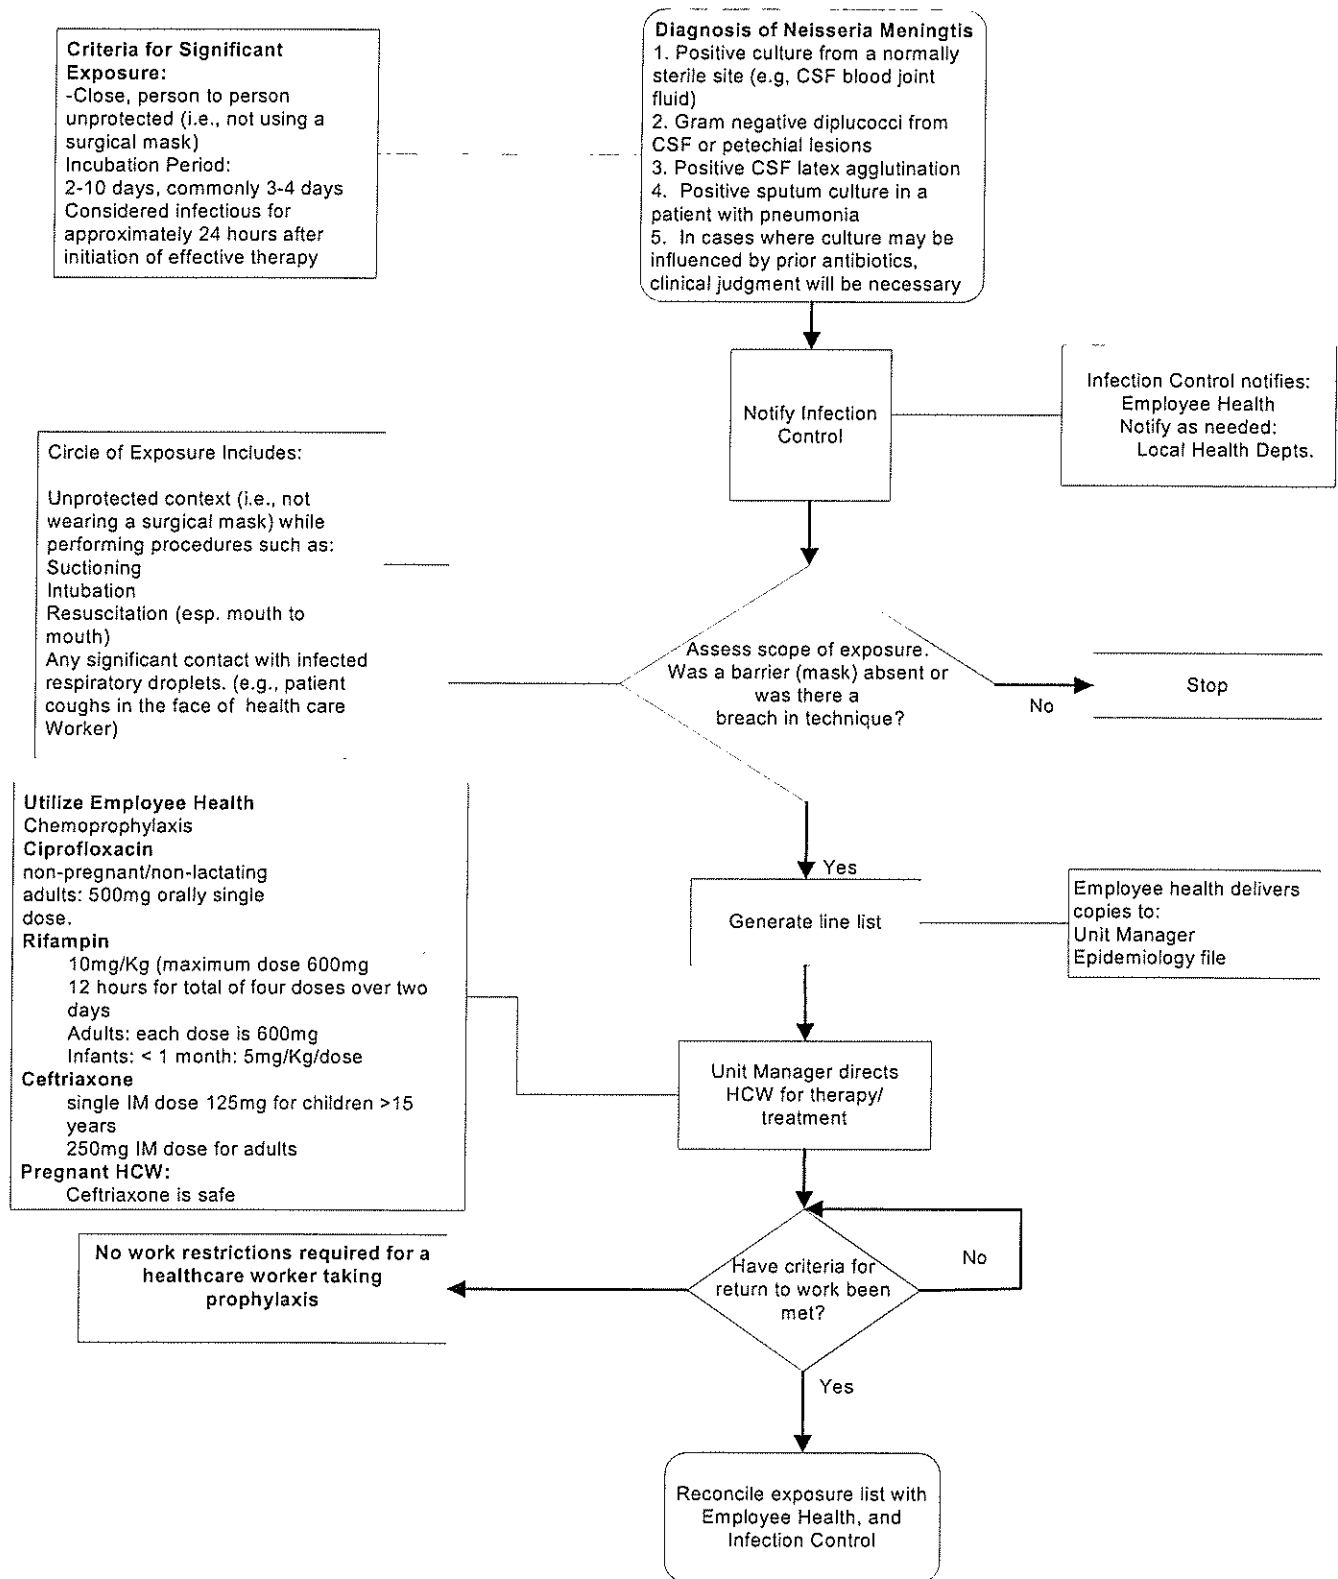 Criteria for Significant
Exposure:
-Close, person to person
unprotected (i.e., not using a
surgical mask)
Incubation Period:
2-10 days, commonly 3-4 days
Considered infectious for
approximately 24 hours after
initiation of effective therapy
Diagnosis of Neisseria Meningtis
1. Positive culture from a normally
sterile site (e.g, CSF blood joint
fluid)
2. Gram negative diplucocci from
CSF or petechial lesions
3. Positive CSF latex agglutination
4. Positive sputum culture in a
patient with pneumonia
5. In cases where culture may be
influenced by prior antibiotics,
clinical judgment will be necessary
Notify Infection
Control
Infection Control notifies:
Employee Health
Notify as needed:
Local Health Depts.
Circle of Exposure Includes:
Unprotected context (i.e., not
wearing a surgical mask) while
performing procedures such as:
Suctioning
Intubation
Resuscitation (esp. mouth to
mouth)
Any significant contact with infected
respiratory droplets. (e.g., patient
coughs in the face of health care
Worker)
Assess scope of exposure.
Was a barrier (mask) absent or
was there a
breach in technique?
No
Stop
Yes
Utilize Employee Health
Chemoprophylaxis
Ciprofloxacin
non-pregnant/non-lactating
adults: 500mg orally single
dose.
Rifampin
10mg/Kg (maximum dose 600mg
12 hours for total of four doses over two
days
Adults: each dose is 600mg
Infants: < 1 month: 5mg/Kg/dose
Ceftriaxone
single IM dose 125mg for children >15
years
250mg IM dose for adults
Pregnant HCW:
Ceftriaxone is safe
Generate line list
Employee health delivers
copies to:
Unit Manager
Epidemiology file
Unit Manager directs
HCW for therapy/
treatment
No work restrictions required for a
healthcare worker taking
prophylaxis
Have criteria for
return to work been
met?
No
Yes
Reconcile exposure list with
Employee Health, and
Infection Control